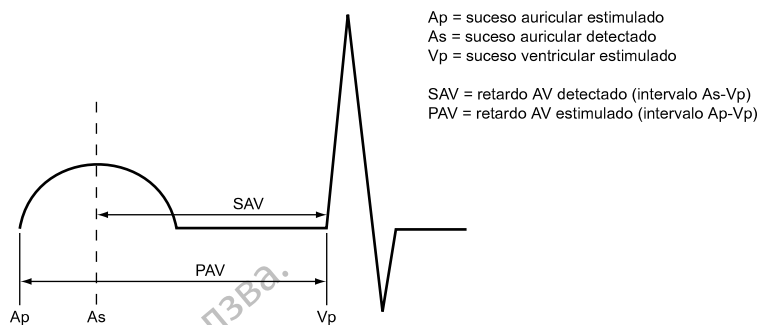 Ap = suceso auricular estimulado
As = suceso auricular detectado
Vp = suceso ventricular estimulado
SAV = retardo AV detectado (intervalo As-Vp)
PAV = retardo AV estimulado (intervalo Ap-Vp)
SAV
PAV
Ap As Vp